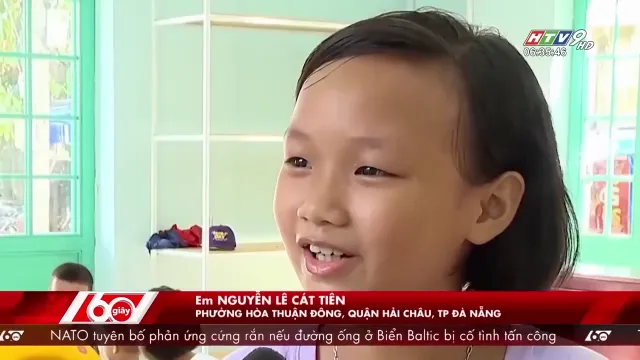 HTV9 HD
06:35:46
Em NGUYỄN LÊ CÁT TIÊN
60 giây
PHƯỜNG HÒA THUẬN ĐÔNG, QUẬN HẢI CHÂU, TP ĐÀ NẴNG
NATO tuyên bố phản ứng cứng rắn nếu đường ống ở Biển Baltic bị cố tình tấn công